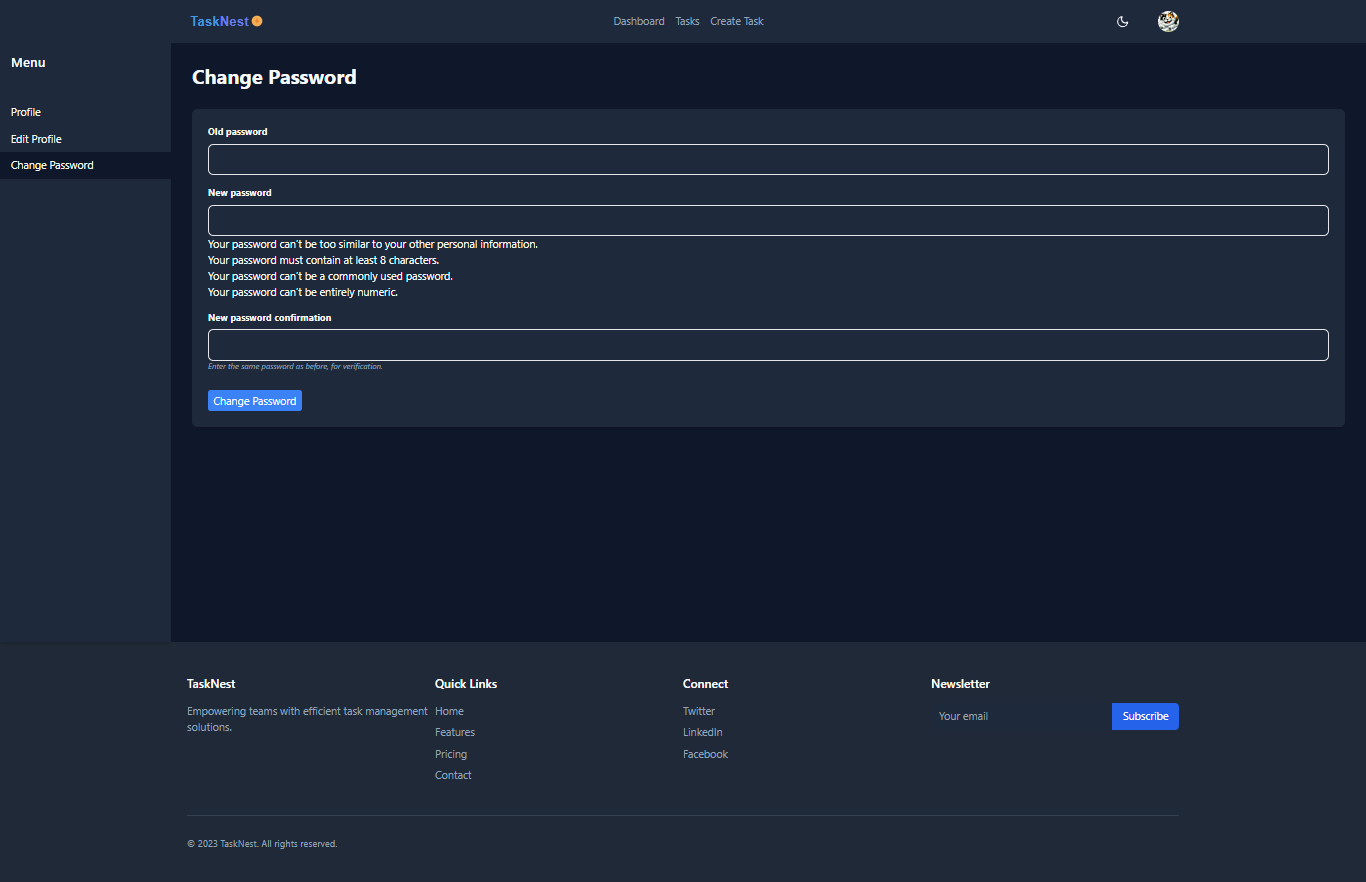 TaskNest
Dashboard Tasks Create Task
Menu
Profile
Edit Profile
Change Password
Change Password
Old password
New password
Your password can't be too similar to your other personal information.
Your password must contain at least 8 characters.
Your password can't be a commonly used password.
Your password can't be entirely numeric.
New password confirmation
Enter the same password as before, for verification.
Change Password
TaskNest
Empowering teams with efficient task management
solutions.
Quick Links
Home
Features
Pricing
Contact
Connect
Twitter
LinkedIn
Facebook
Newsletter
Your email
Subscribe
© 2023 TaskNest. All rights reserved.